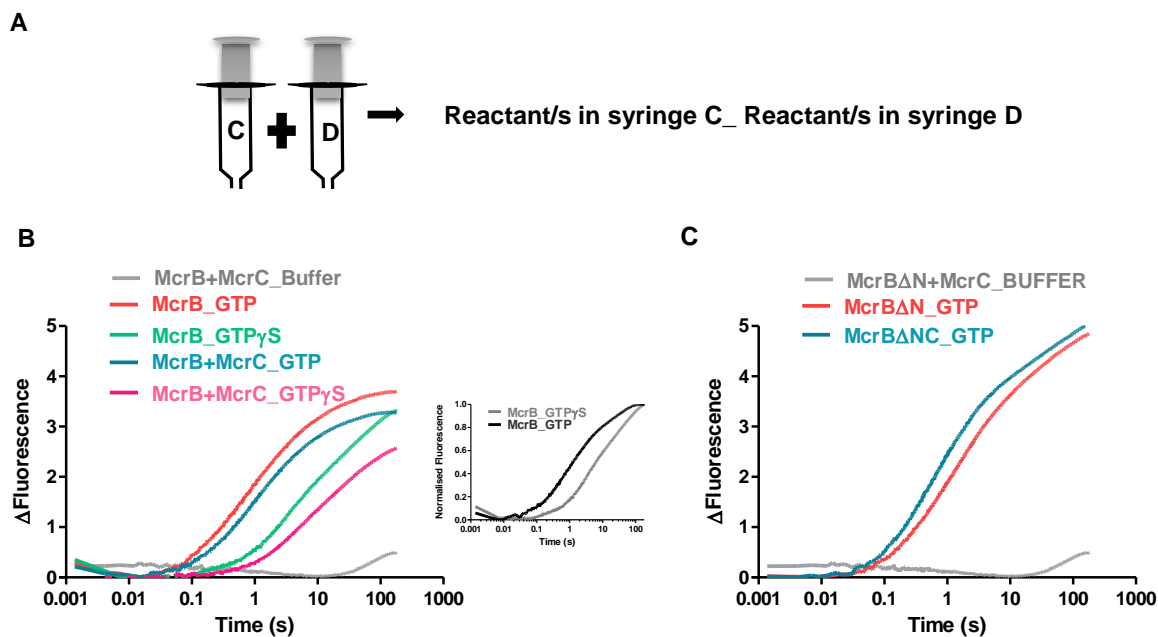 A
C
D
Reactant/s in syringe C_ Reactant/s in syringe D
B
McrB+McrC_Buffer
McrB_GTP
McrB_GTPγS
McrB+McrC_GTP
McrB+McrC_GTPγS
ΔFluorescence
5
4
3
2
1
0
0.001
0.01
0.1
1
10
100
1000
Time (s)
McrB_GTPγS
McrB_GTP
Normalised Fluorescence
1.0
0.8
0.6
0.4
0.2
0.0
0.001
0.01
0.1
1
10
100
Time (s)
C
McrBΔN+McrC_BUFFER
McrBΔN_GTP
McrBΔNC_GTP
ΔFluorescence
5
4
3
2
1
0
0.001
0.01
0.1
1
10
100
1000
Time (s)